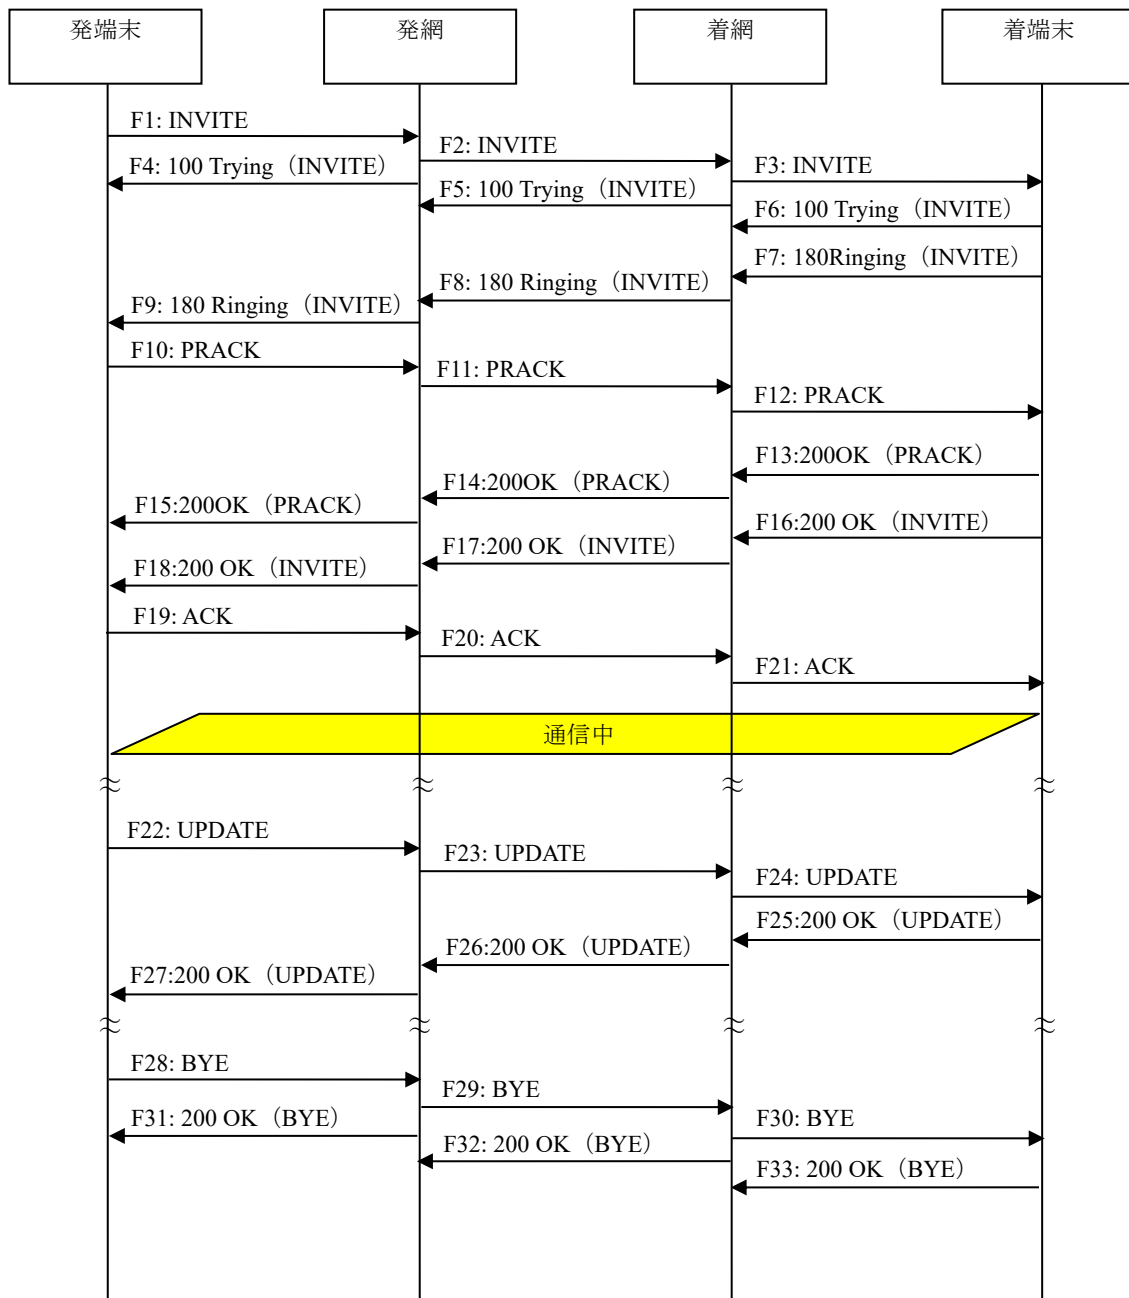 発端末
発網
着網
着端末
F1: INVITE
F2: INVITE
F3: INVITE
F4: 100 Trying（INVITE）
F5: 100 Trying（INVITE）
F6: 100 Trying（INVITE）
F7: 180Ringing（INVITE）
F8: 180 Ringing（INVITE）
F9: 180 Ringing（INVITE）
F10: PRACK
F11: PRACK
F12: PRACK
F13:200OK（PRACK）
F14:200OK（PRACK）
F15:200OK（PRACK）
F16:200 OK（INVITE）
F17:200 OK（INVITE）
F18:200 OK（INVITE）
F19: ACK
F20: ACK
F21: ACK
通信中
F22: UPDATE
F23: UPDATE
F24: UPDATE
F25:200 OK（UPDATE）
F26:200 OK（UPDATE）
F27:200 OK（UPDATE）
F28: BYE
F29: BYE
F30: BYE
F31: 200 OK（BYE）
F32: 200 OK（BYE）
F33: 200 OK（BYE）